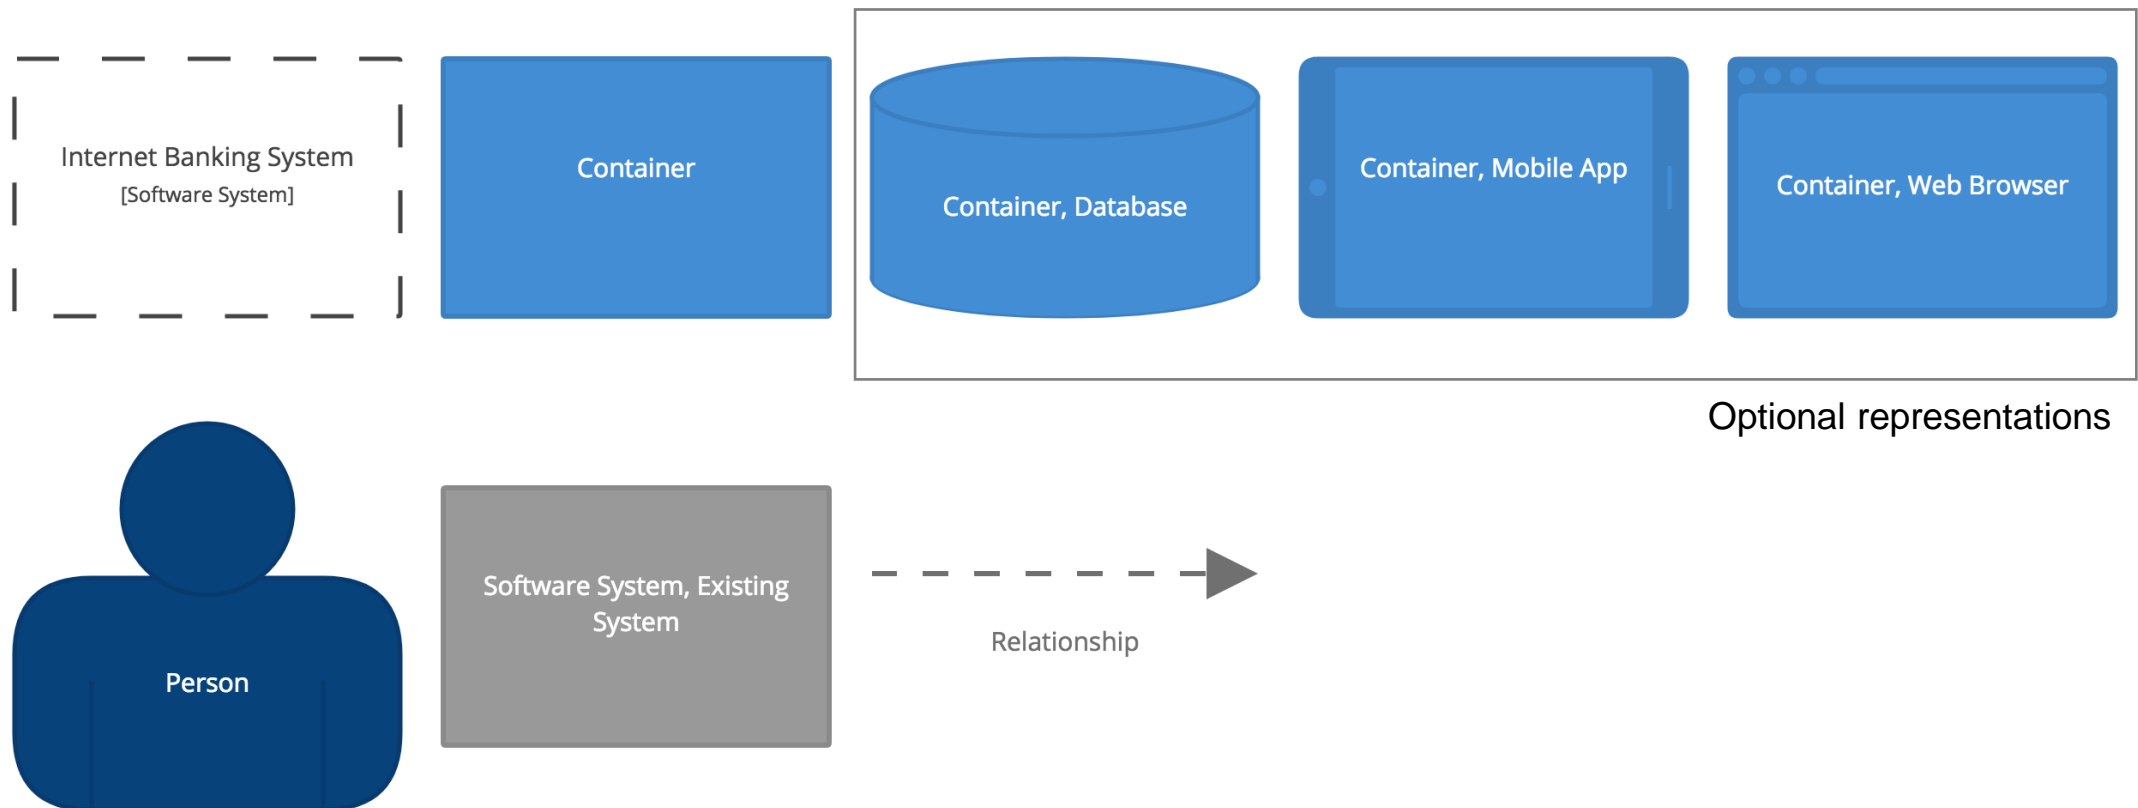 Internet Banking System
[Software System]
Container
Container, Database
Container, Mobile App
Container, Web Browser
Optional representations
Person
Software System, Existing
System
Relationship